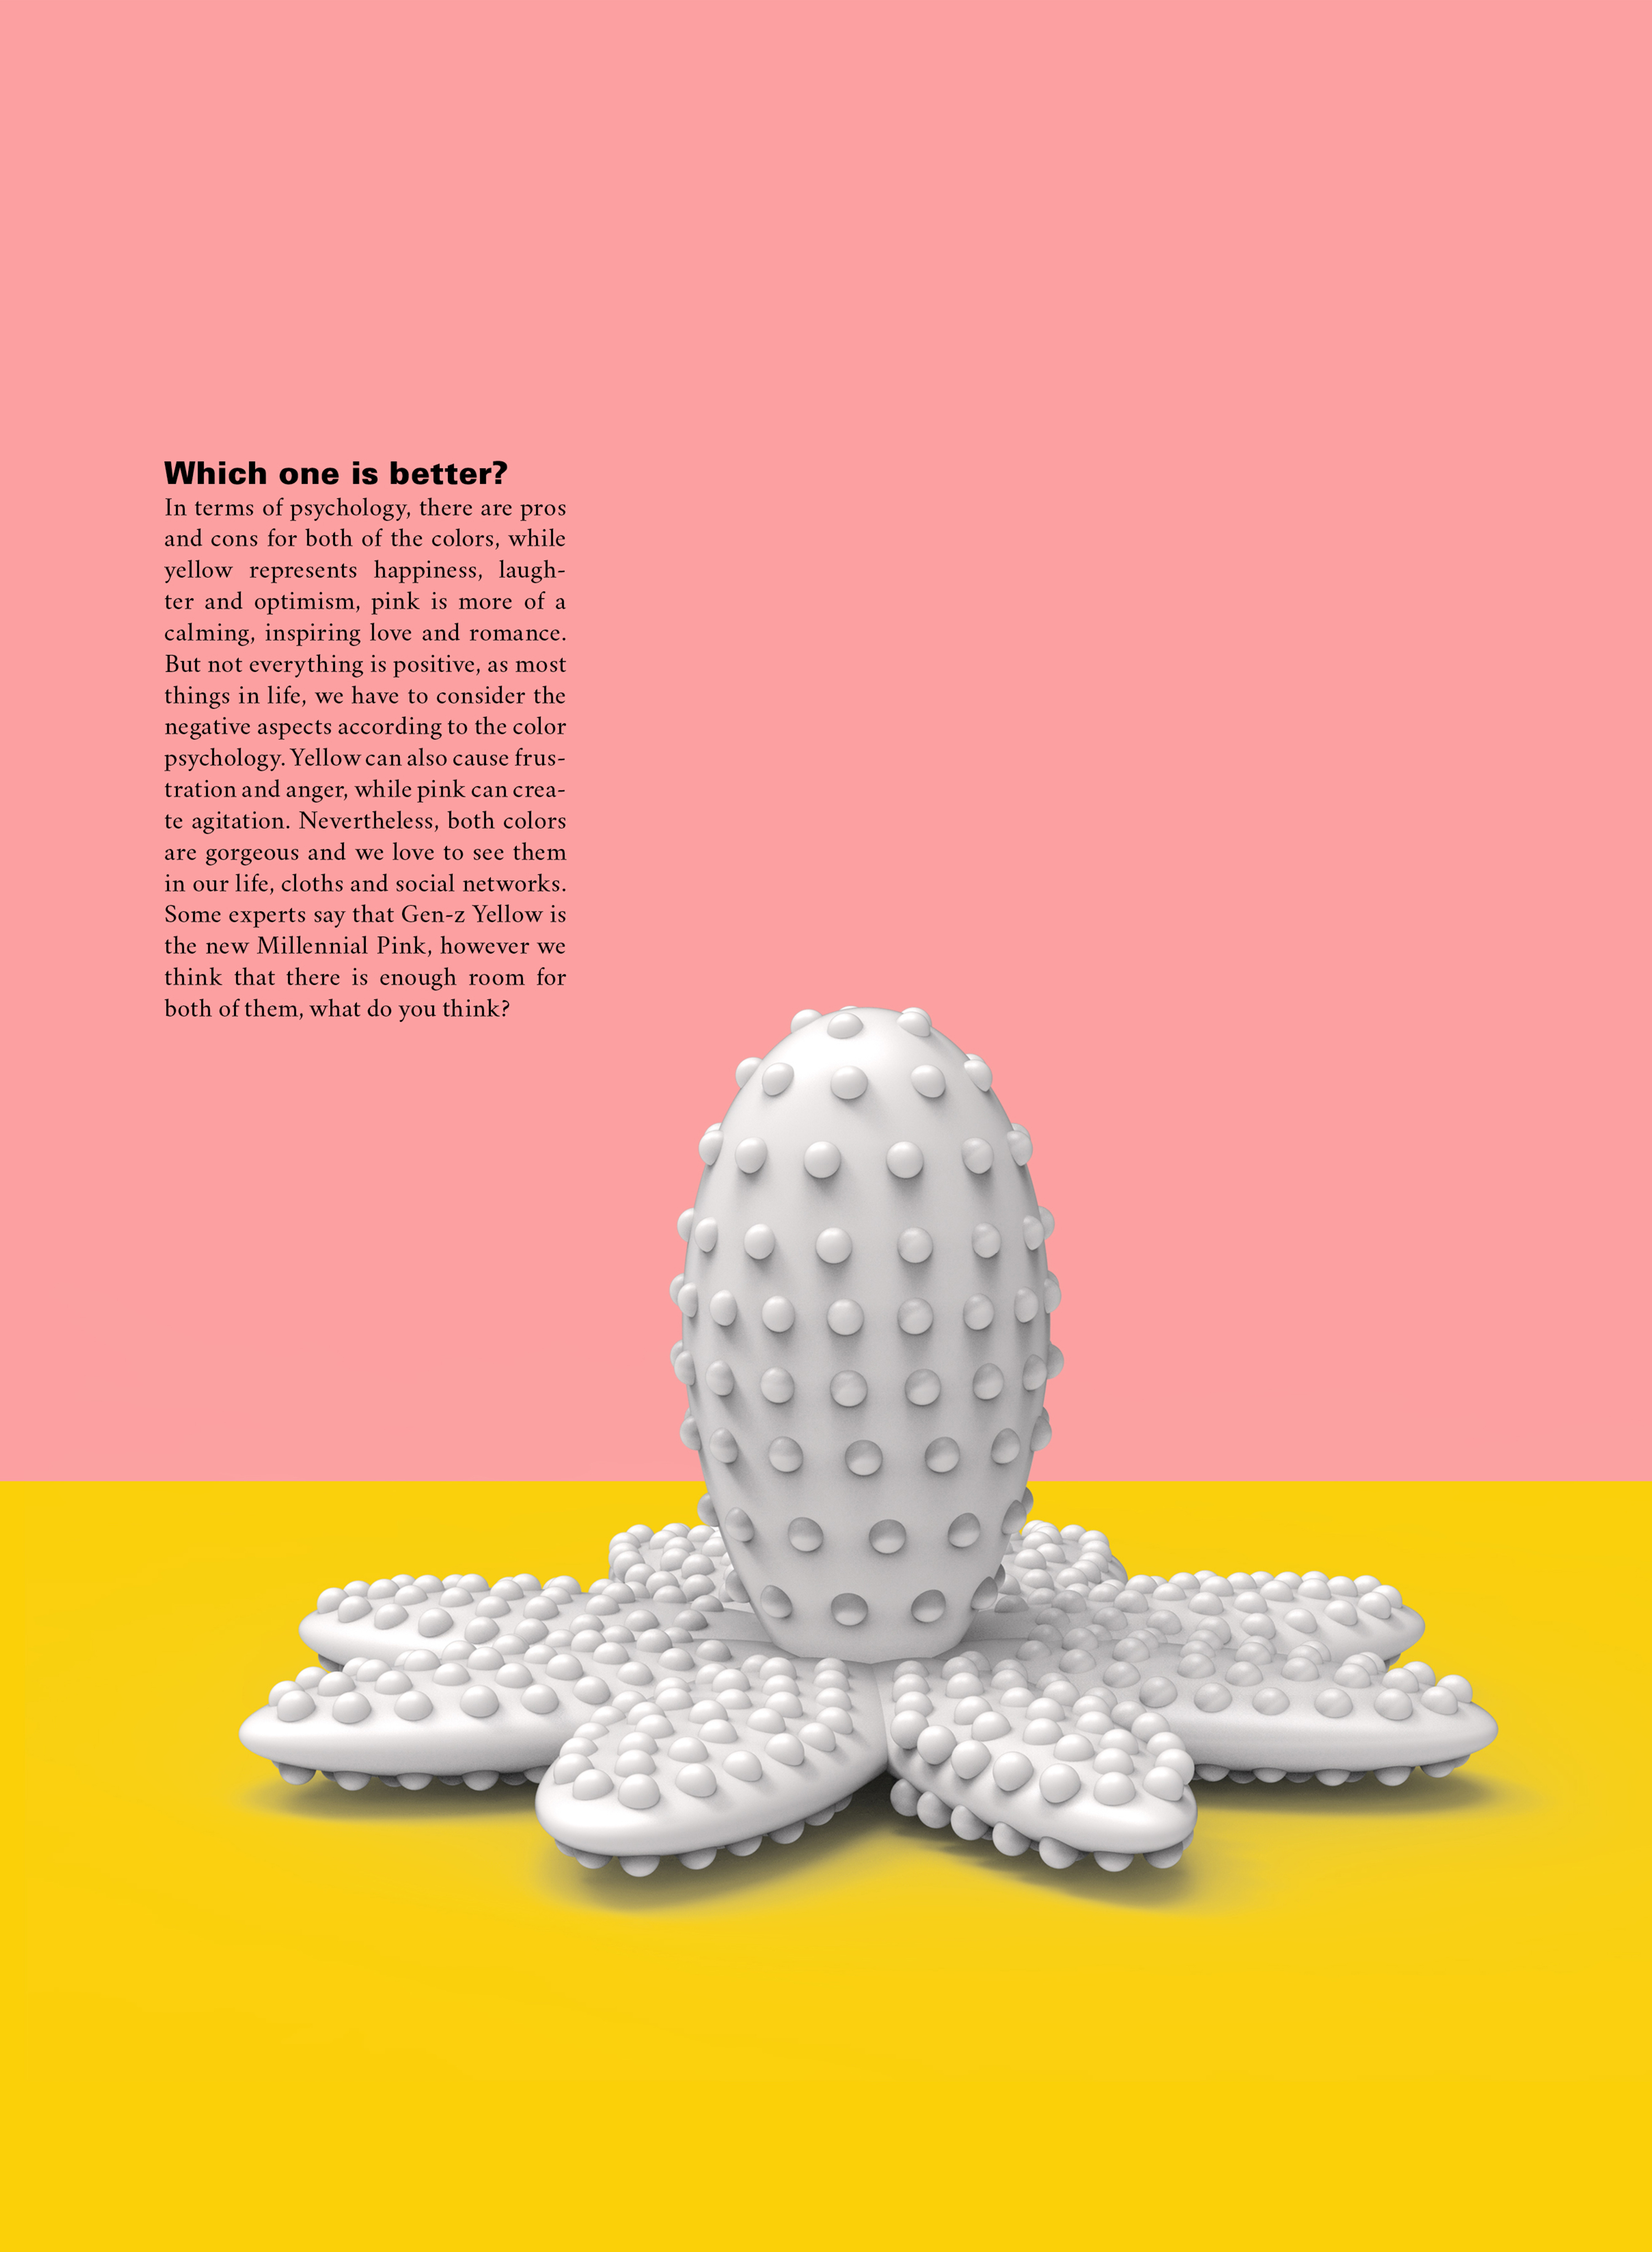 Which one is better?
In terms of psychology, there are pros
and cons for both of the colors, while
yellow represents happiness, laugh-
ter and optimism, pink is more of a
calming, inspiring love and romance.
But not everything is positive, as most
things in life, we have to consider the
negative aspects according to the color
psychology. Yellow can also cause frus-
tration and anger, while pink can crea-
te agitation. Nevertheless, both colors
are gorgeous and we love to see them
in our life, cloths and social networks.
Some experts say that Gen-z Yellow is
the new Millennial Pink, however we
think that there is enough room for
both of them, what do you think?